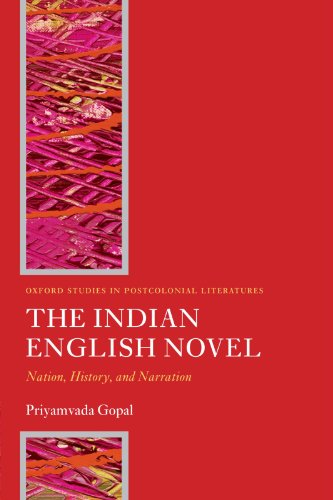 OXFORD STUDIES IN POSTCOLONIAL LITERATURES
THE INDIAN
ENGLISH NOVEL
Nation, History, and Narration
Priyamvada Gopal